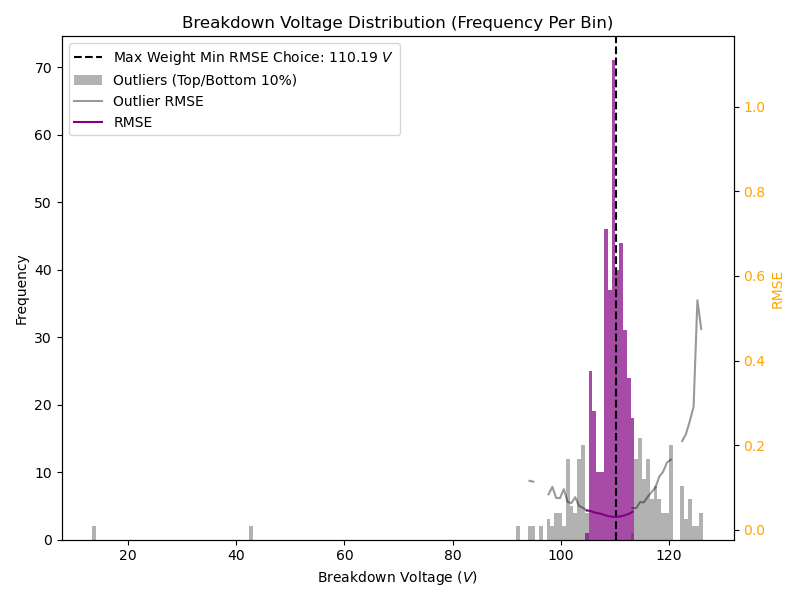 Breakdown Voltage Distribution (Frequency Per Bin)
Max Weight Min RMSE Choice: 110.19 V
Outliers (Top/Bottom 10%)
Outlier RMSE
RMSE
70
60
50
40
30
20
10
0
Frequency
1.0
0.8
0.6
0.4
0.2
0.0
RMSE
20 40 60 80 100 120
Breakdown Voltage (V)